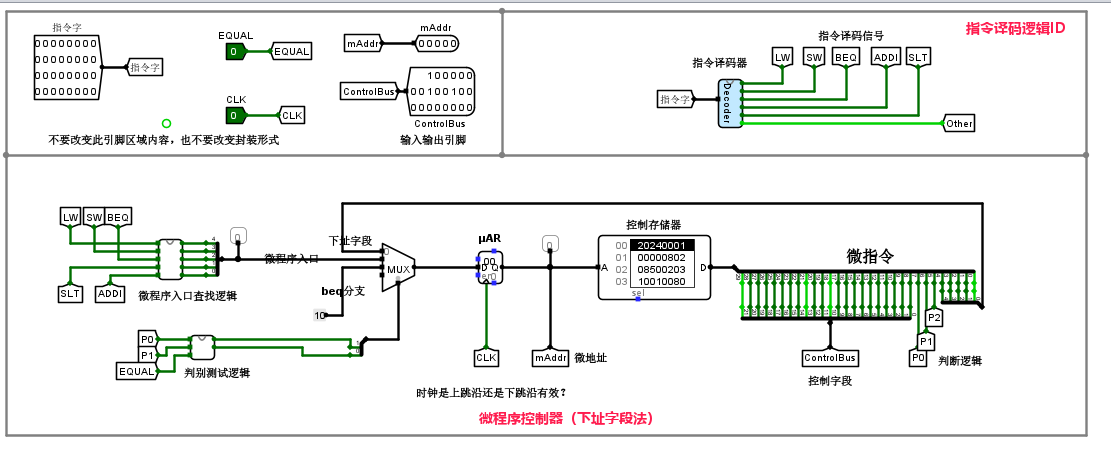 指令字
00000000
00000000
00000000
00000000
指令字
EQUAL
0
EQUAL
CLK
0
CLK
mAddr
mAddr
00000
ControlBus
100000
00100100
00000000
ControlBus
不要改变此引脚区域内容，也不要改变封装形式
输入输出引脚
指令译码逻辑ID
指令译码信号
LW
SW
BEQ
ADDI
SLT
指令译码器
指令字
Decoder
Other
LW
SW
BEQ
SLT
ADDI
微程序入口查找逻辑
0
微程序入口
下址字段
beq分支
10
MUX
P0
P1
EQUAL
判别测试逻辑
μAR
00
D Q
en0
CLK
0
mAddr
微地址
控制存储器
00 20240001
01 00000802
02 08500203
03 10010080
A
D
sel
微指令
P2
P1
P0
判断逻辑
ControlBus
控制字段
时钟是上跳沿还是下跳沿有效？
微程序控制器（下址字段法）